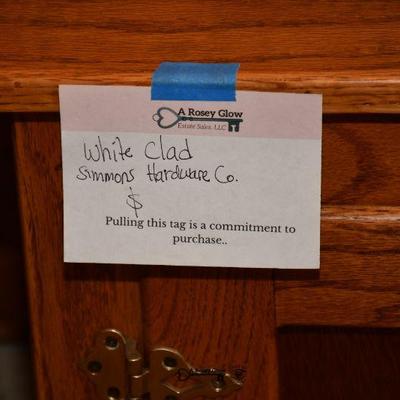 A Rosey Glow
Estate Sales, LLC
White Clad
Simmons Hardware Co.
$
Pulling this tag is a commitment to
purchase..